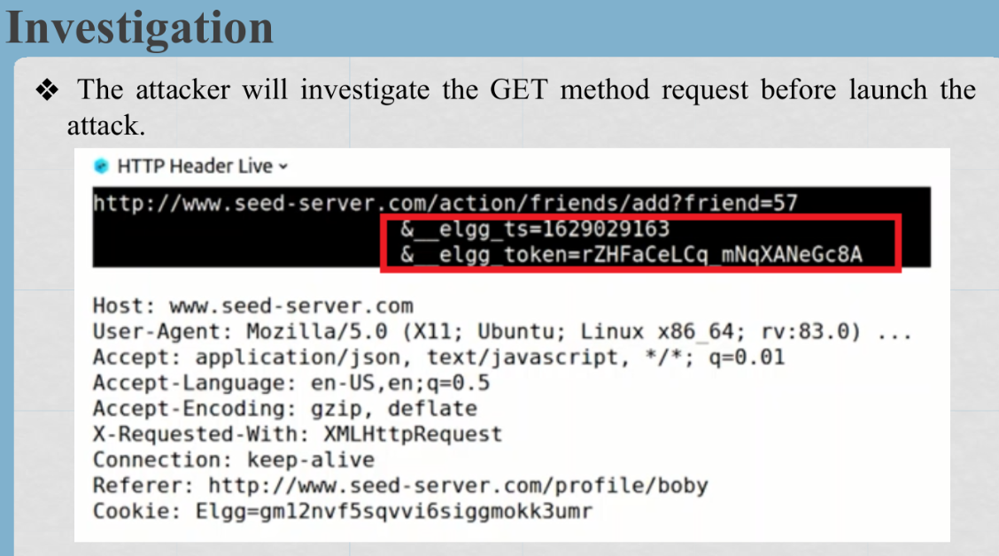 Investigation
❖ The attacker will investigate the GET method request before launch the
attack.
HTTP Header Live
http://www.seed-server.com/action/friends/add?friend=57
&__elgg_ts=1629029163
&__elgg_token=rZHFaCeLCq_mNqXANeGc8A
Host: www.seed-server.com
User-Agent: Mozilla/5.0 (X11; Ubuntu; Linux x86_64; rv:83.0) ...
Accept: application/json, text/javascript, */*; q=0.01
Accept-Language: en-US,en;q=0.5
Accept-Encoding: gzip, deflate
X-Requested-With: XMLHttpRequest
Connection: keep-alive
Referer: http://www.seed-server.com/profile/boby
Cookie: Elgg=gm12nvf5sqvvi6siggmokk3umr